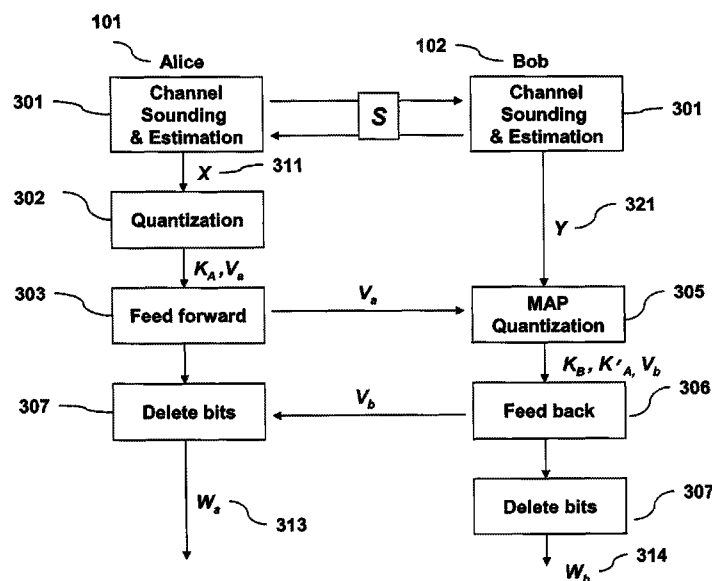 101
102
Alice
Bob
301
Channel
Sounding
& Estimation
S
Channel
Sounding
& Estimation
301
X
311
302
Quantization
Y
321
K_A, V_a
303
Feed forward
V_a
MAP
Quantization
305
K_B, K'_A, V_b
307
Delete bits
V_b
Feed back
306
W_a
313
Delete bits
307
W_b
314